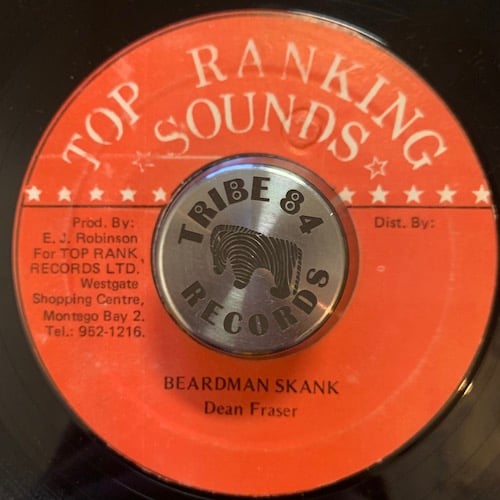 TOP RANKING
SOUNDS
Prod. By:
E. J. Robinson
For TOP RANK
RECORDS LTD.,
Westgate
Shopping Centre,
Montego Bay 2.
Tel.: 952-1216.
Dist. By:
TRIBE 84
RECORDS
BEARDMAN SKANK
Dean Fraser